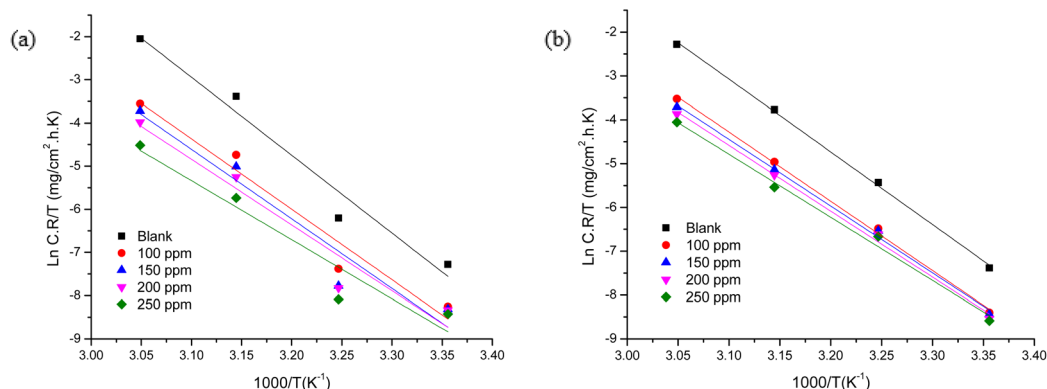 (a)
Ln C.R/T (mg/cm².h.K)
-2
-3
-4
-5
-6
-7
-8
-9
Blank
100 ppm
150 ppm
200 ppm
250 ppm
3.00 3.05 3.10 3.15 3.20 3.25 3.30 3.35 3.40
1000/T(K⁻¹)
(b)
Ln C.R/T (mg/cm².h.K)
-2
-3
-4
-5
-6
-7
-8
-9
Blank
100 ppm
150 ppm
200 ppm
250 ppm
3.00 3.05 3.10 3.15 3.20 3.25 3.30 3.35 3.40
1000/T(K⁻¹)